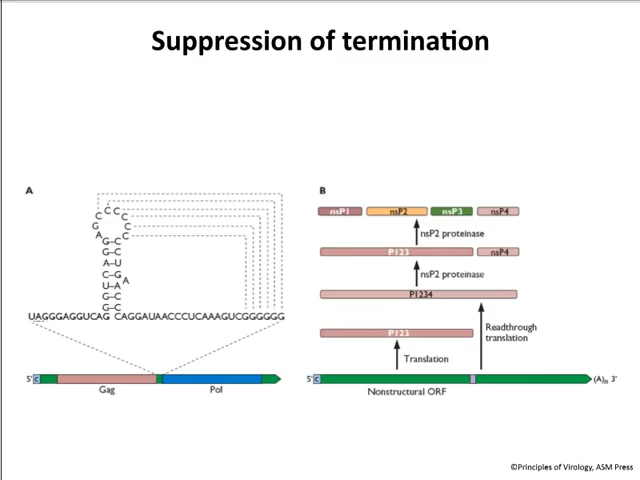 Suppression of termination
A
C C C C
C C
G C
A C
G–C
G–C
A–U
C–G A
U–A
G–C
G–C
UAGGGAGGUCAG CAGGAUAACCCUCAAAGUCGGGGGG
5' C
Gag Pol
B
nsP1 nsP2 nsP3 nsP4
nsP2 proteinase
P123 nsP4
nsP2 proteinase
P1234
Readthrough
translation
P123
Translation
5' C (A)n 3'
Nonstructural ORF
©Principles of Virology, ASM Press